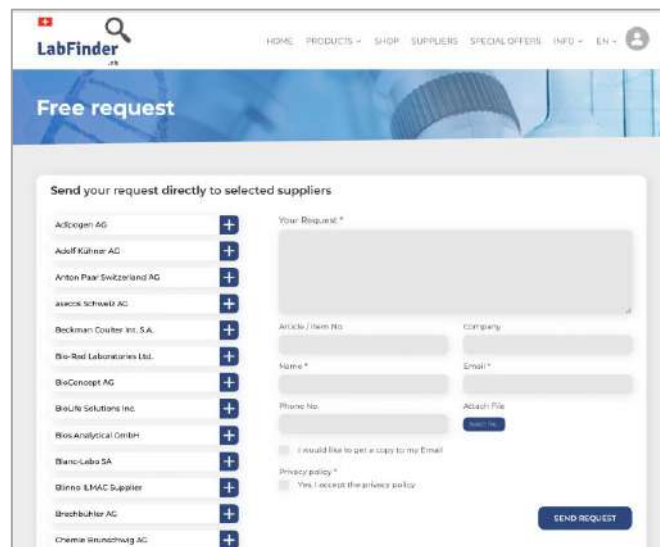 LabFinder
.ch
HOME PRODUCTS SHOP SUPPLIERS SPECIAL OFFERS INFO EN
Free request
Send your request directly to selected suppliers
Adipogen AG
Adolf Kühner AG
Anton Paar Switzerland AG
asecos Schweiz AG
Beckman Coulter Int. S.A.
Bio-Rad Laboratories Ltd.
BioConcept AG
BioLife Solutions Inc.
Bios Analytical GmbH
Blanc-Labo SA
Blinno ILMAC Supplier
Brechbühler AG
Chemie Brunschwig AG
Your Request *
Article / Item No.
Company
Name *
Email *
Phone No.
Attach File
I would like to get a copy to my Email
Privacy policy *
Yes, I accept the privacy policy
SEND REQUEST